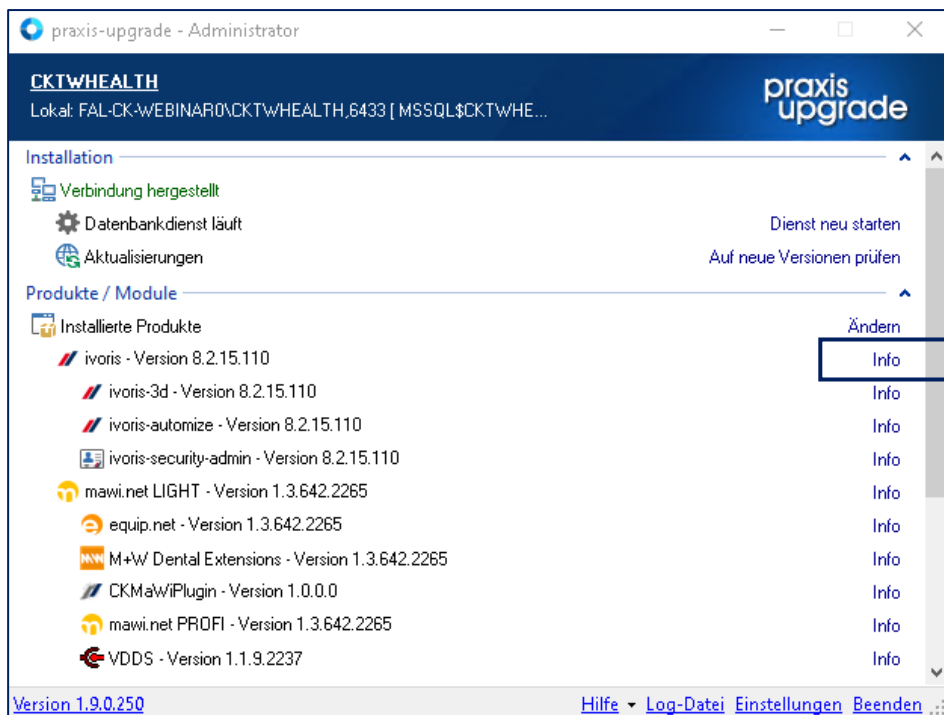 praxis-upgrade - Administrator
CKTWHEALTH
Lokal: FAL-CK-WEBINAR0\CKTWHEALTH,6433 [ MSSQL$CKTWHE...
praxis
upgrade
Installation
Verbindung hergestellt
Datenbankdienst läuft Dienst neu starten
Aktualisierungen Auf neue Versionen prüfen
Produkte / Module
Installierte Produkte Ändern
ivoris - Version 8.2.15.110 Info
ivoris-3d - Version 8.2.15.110 Info
ivoris-automize - Version 8.2.15.110 Info
ivoris-security-admin - Version 8.2.15.110 Info
mawi.net LIGHT - Version 1.3.642.2265 Info
equip.net - Version 1.3.642.2265 Info
M+W Dental Extensions - Version 1.3.642.2265 Info
CKMaWiPlugin - Version 1.0.0.0 Info
mawi.net PROFI - Version 1.3.642.2265 Info
VDDS - Version 1.1.9.2237 Info
Version 1.9.0.250 Hilfe Log-Datei Einstellungen Beenden